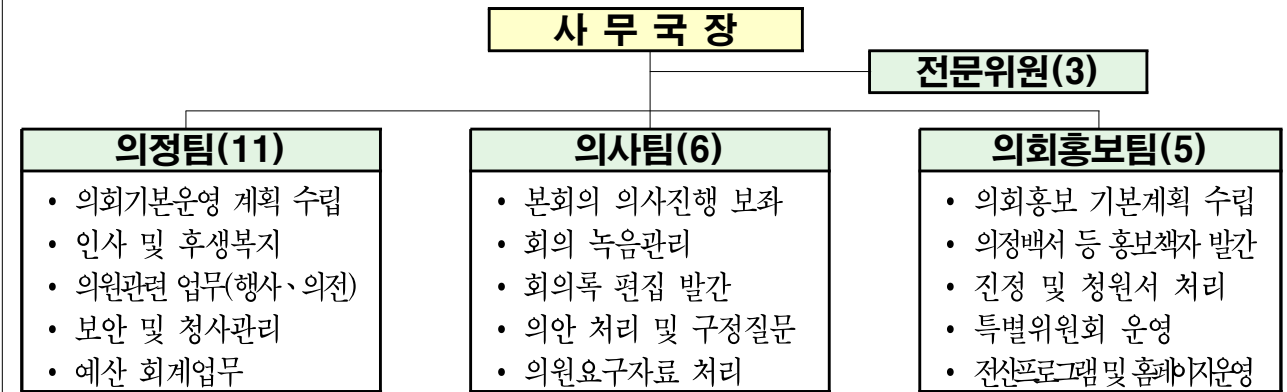 사 무 국 장
전문위원(3)
의정팀(11)
• 의회기본운영 계획 수립
• 인사 및 후생복지
• 의원관련 업무(행사、의전)
• 보안 및 청사관리
• 예산 회계업무
의사팀(6)
• 본회의 의사진행 보좌
• 회의 녹음관리
• 회의록 편집 발간
• 의안 처리 및 구정질문
• 의원요구자료 처리
의회홍보팀(5)
• 의회홍보 기본계획 수립
• 의정백서 등 홍보책자 발간
• 진정 및 청원서 처리
• 특별위원회 운영
• 전산프로그램 및 홈페이지운영